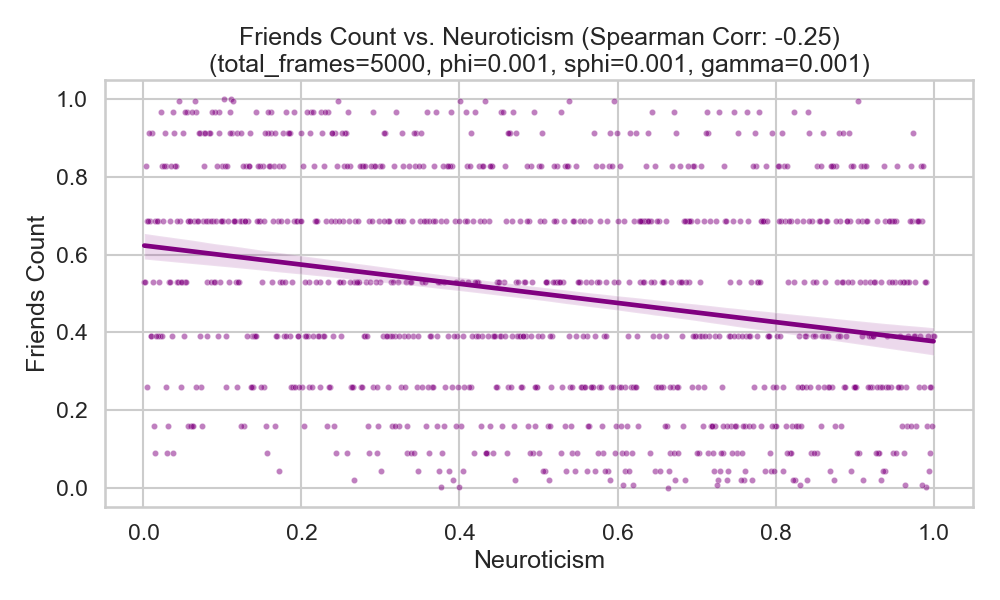 Friends Count vs. Neuroticism (Spearman Corr: -0.25)
(total_frames=5000, phi=0.001, sphi=0.001, gamma=0.001)
1.0
0.8
0.6
0.4
0.2
0.0
Friends Count
0.0 0.2 0.4 0.6 0.8 1.0
Neuroticism